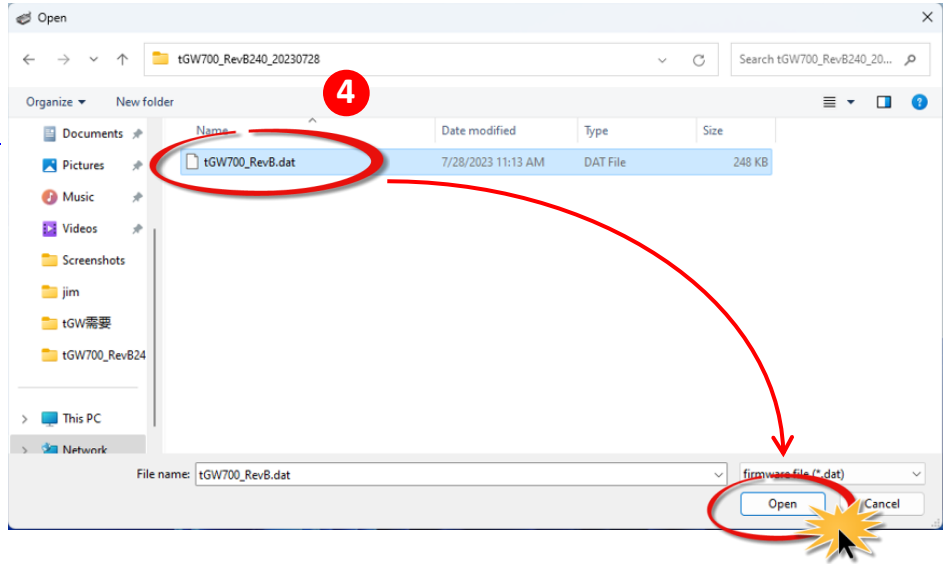 Open
tGW700_RevB240_20230728
Search tGW700_RevB240_20...
Organize
New folder
4
Name
Date modified
Type
Size
tGW700_RevB.dat
7/28/2023 11:13 AM
DAT File
248 KB
Documents
Pictures
Music
Videos
Screenshots
jim
tGW需要
tGW700_RevB24
This PC
Network
File name:
tGW700_RevB.dat
firmware file (*.dat)
Open
Cancel